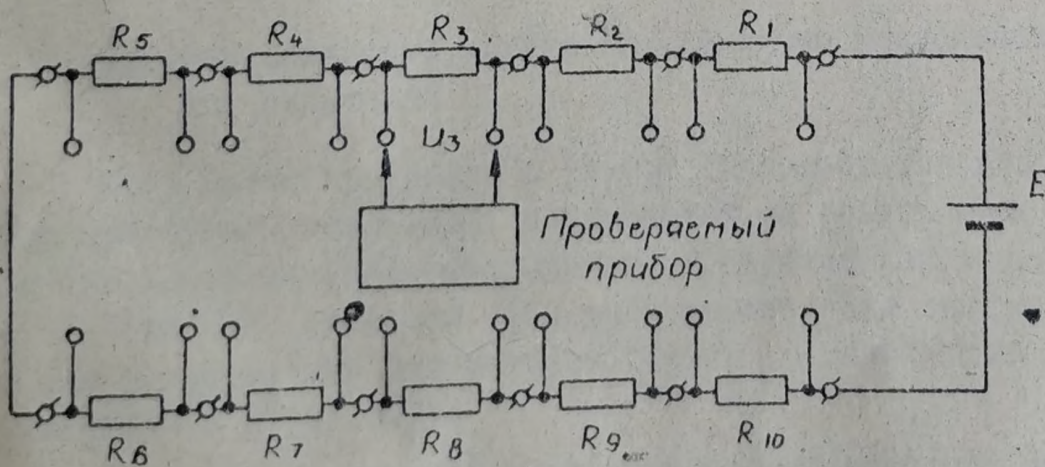 R5 R4 R3 R2 R1
U3
E
Проверяемый
прибор
R6 R7 R8 R9 R10